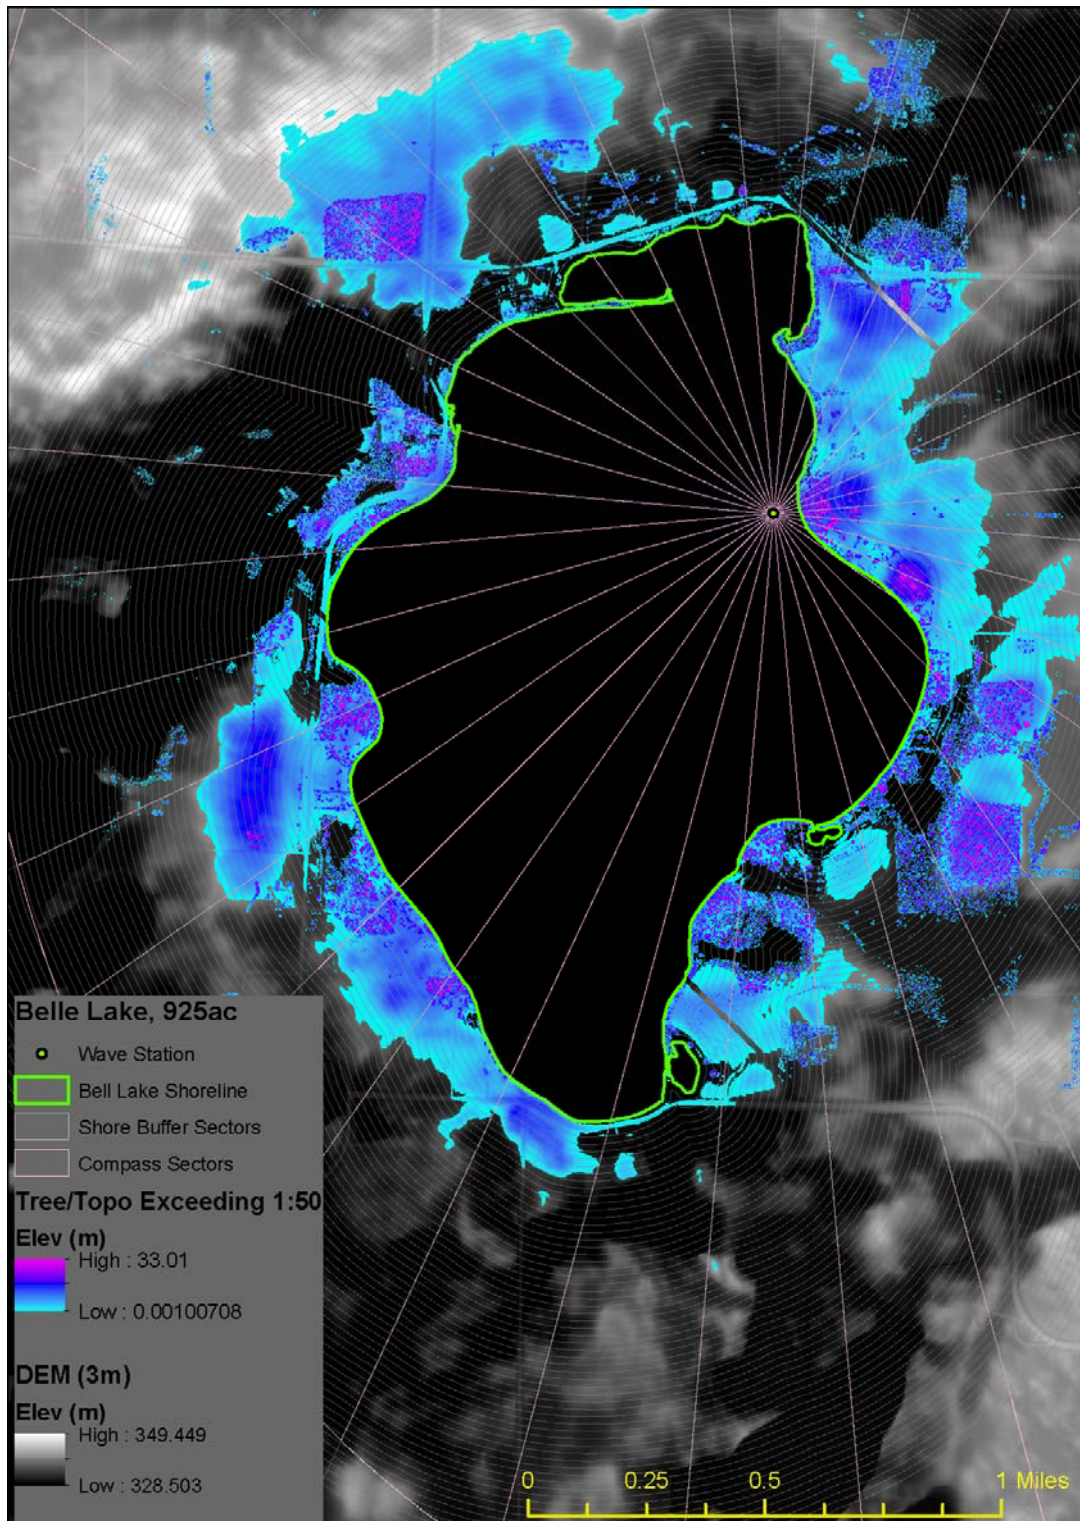 Belle Lake, 925ac
Wave Station
Bell Lake Shoreline
Shore Buffer Sectors
Compass Sectors
Tree/Topo Exceeding 1:50
Elev (m)
High : 33.01
Low : 0.00100708
DEM (3m)
Elev (m)
High : 349.449
Low : 328.503
0 0.25 0.5 1 Miles